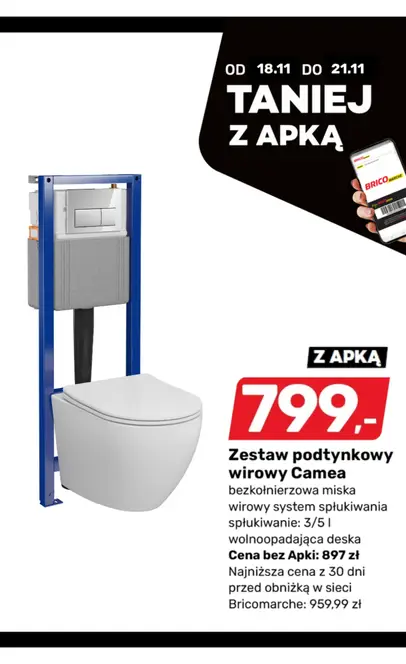 OD 18.11 DO 21.11
TANIEJ
Z APKĄ
BRICOMARCHE
Z APKĄ
799,-
Zestaw podtynkowy
wirowy Camea
bezkołnierzowa miska
wirowy system spłukiwania
spłukiwanie: 3/5 l
wolnoopadająca deska
Cena bez Apki: 897 zł
Najniższa cena z 30 dni
przed obniżką w sieci
Bricomarche: 959,99 zł